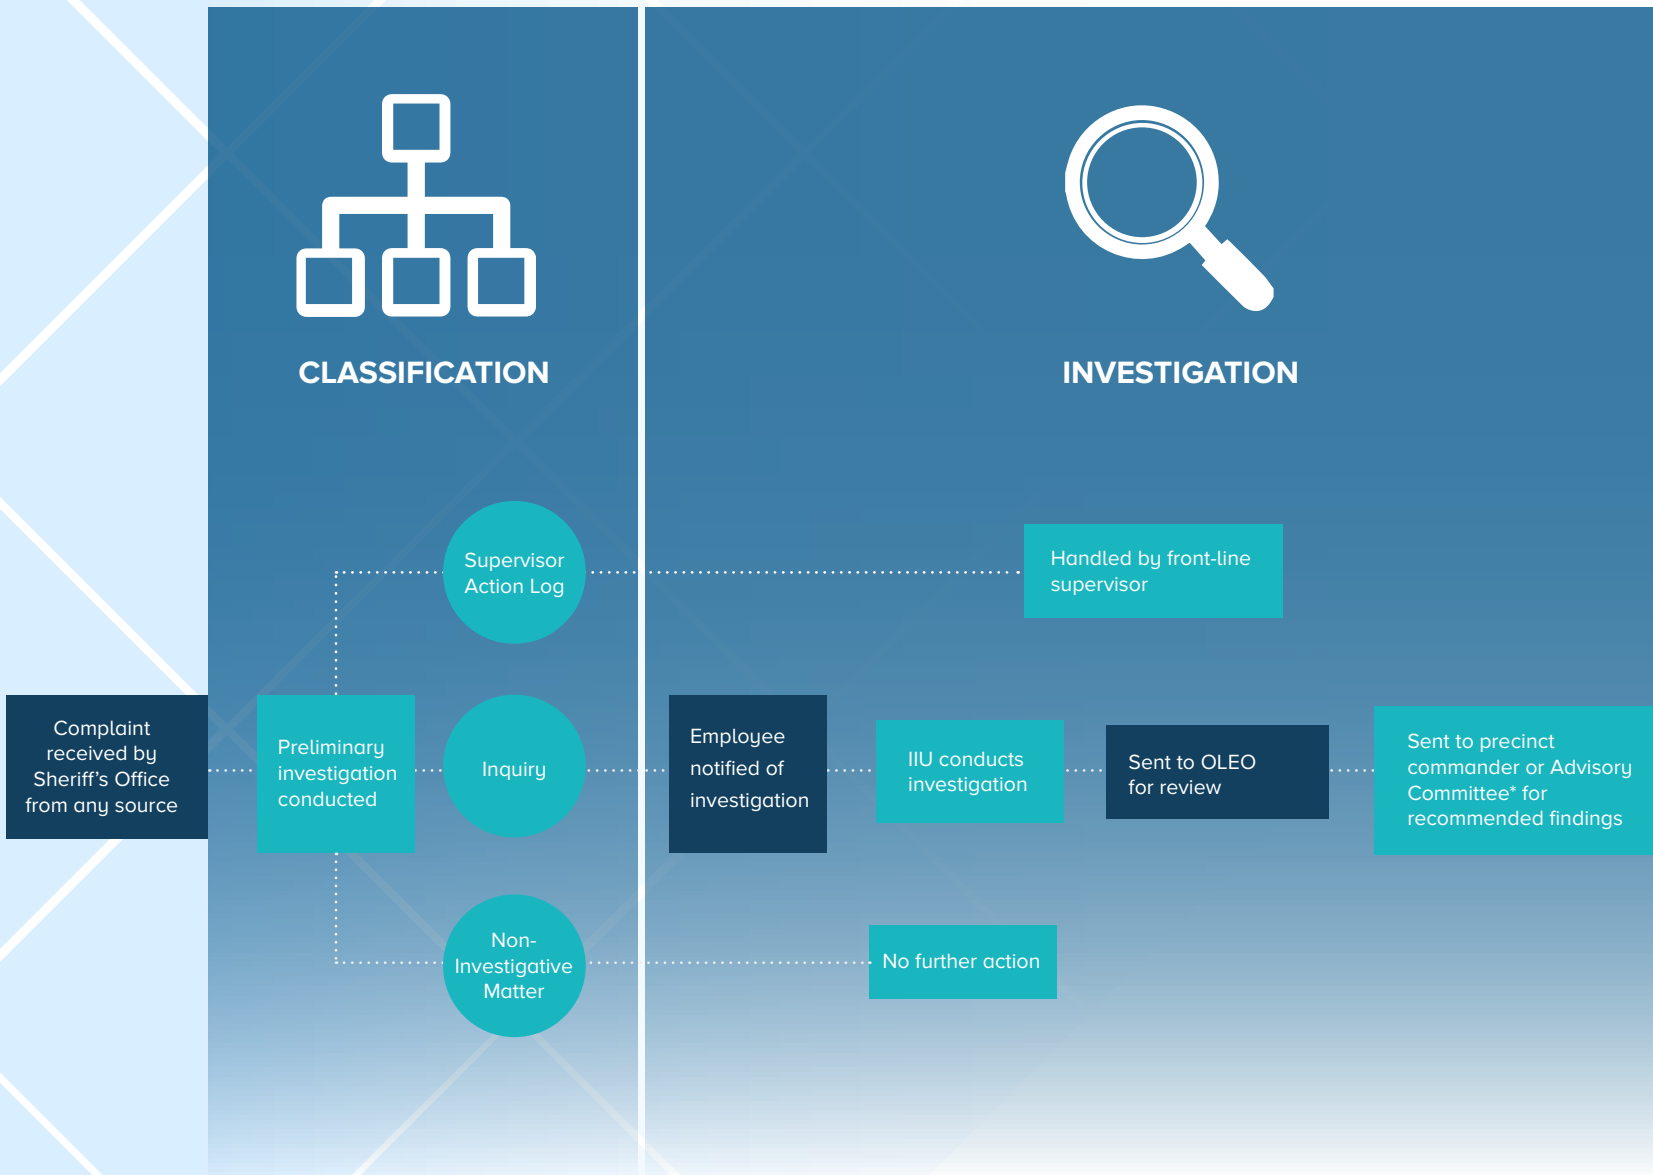 CLASSIFICATION
INVESTIGATION
Supervisor
Action Log
Handled by front-line
supervisor
Complaint
received by
Sheriff’s Office
from any source
Preliminary
investigation
conducted
Inquiry
Employee
notified of
investigation
IIU conducts
investigation
Sent to OLEO
for review
Sent to precinct
commander or Advisory
Committee* for
recommended findings
Non-
Investigative
Matter
No further action